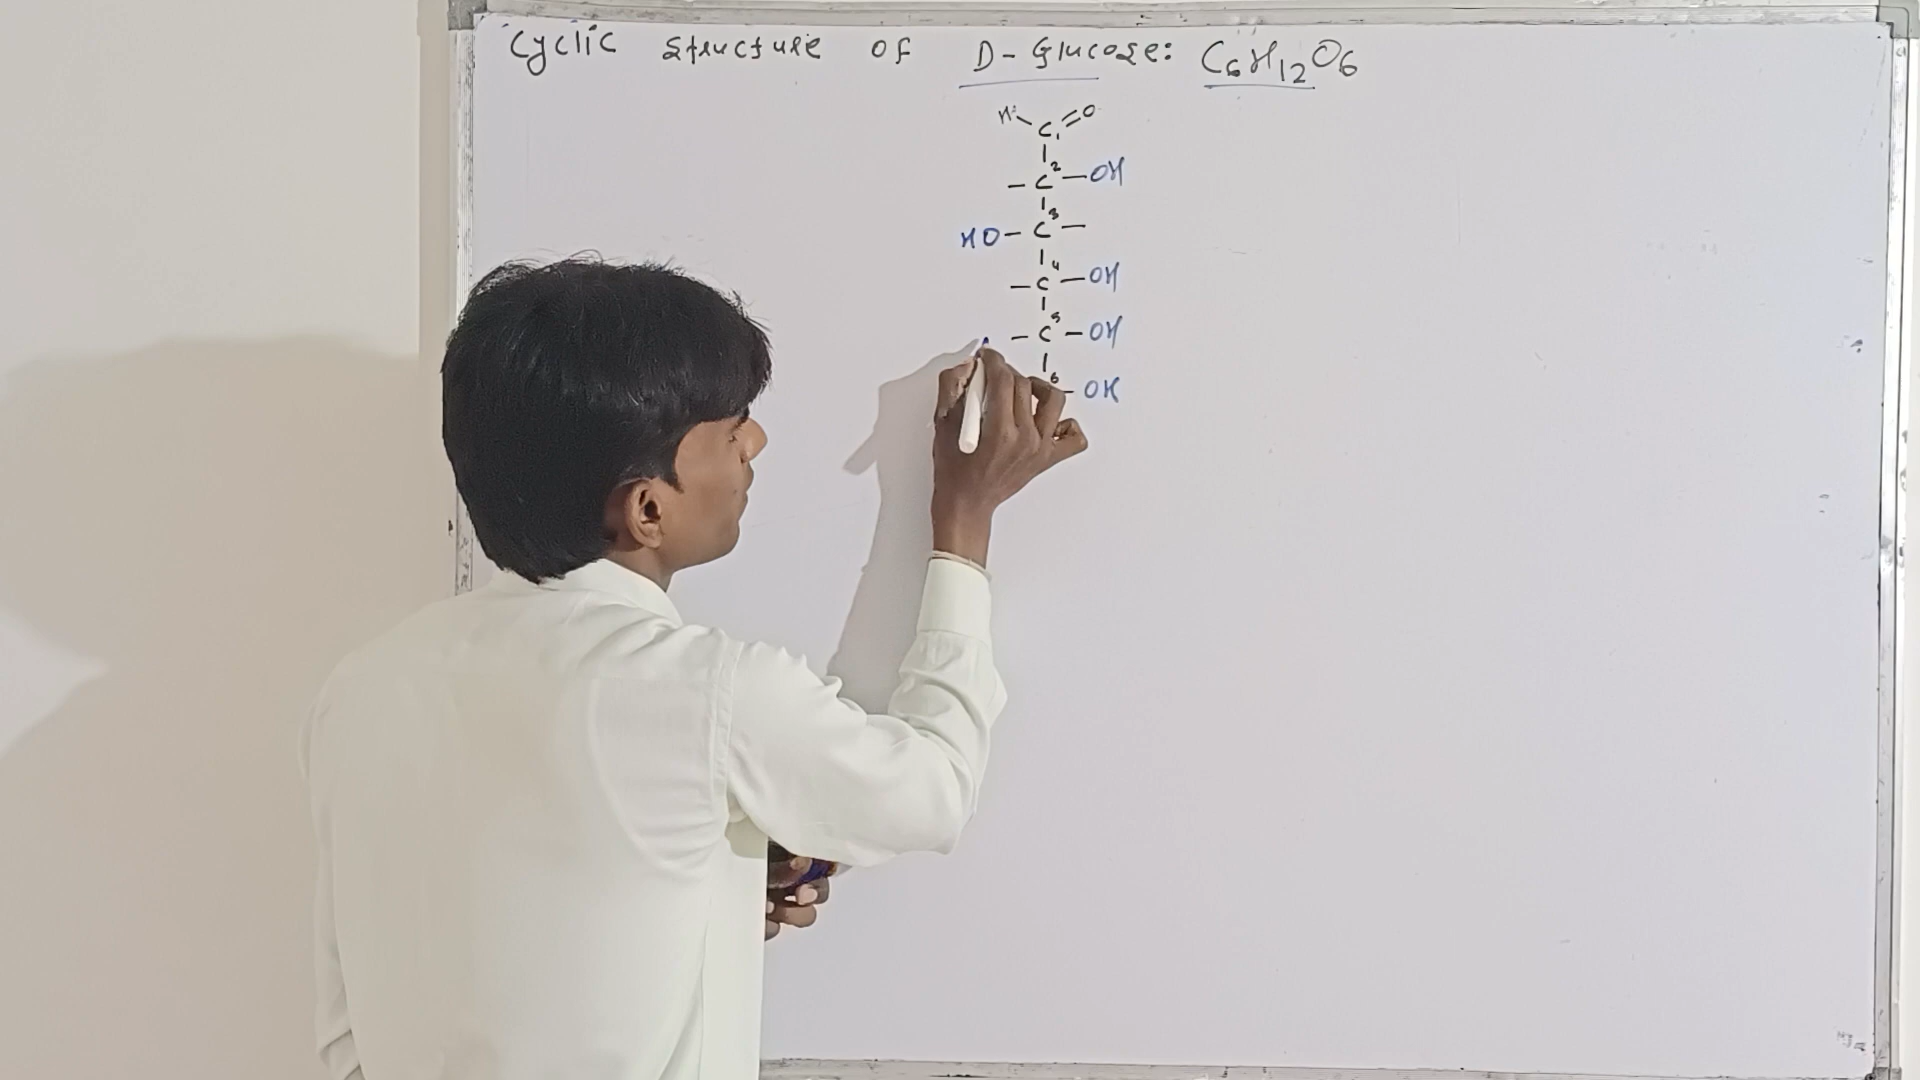 Cyclic Structure of D-Glucose: C6H12O6
H C1 O
C2 OH
HO C3
C4 OH
C5 OH
6 OH